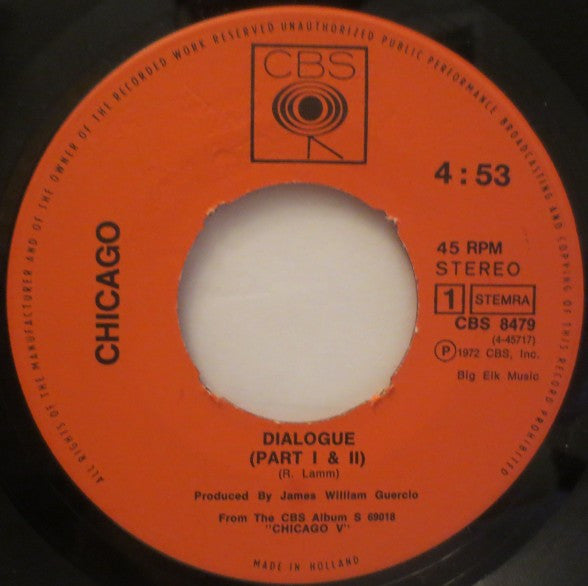 ALL RIGHTS OF THE MANUFACTURER AND OF THE OWNER OF THE RECORDED WORK RESERVED UNAUTHORIZED PUBLIC PERFORMANCE BROADCASTING AND COPYING OF THIS RECORD PROHIBITED
CBS
4:53
CHICAGO
45 RPM
STEREO
1 STEMRA
CBS 8479
(4-45717)
Ⓟ 1972 CBS, Inc.
Big Elk Music
DIALOGUE
(PART I & II)
(R. Lamm)
Produced By James William Guercio
From The CBS Album S 69018
"CHICAGO V"
MADE IN HOLLAND